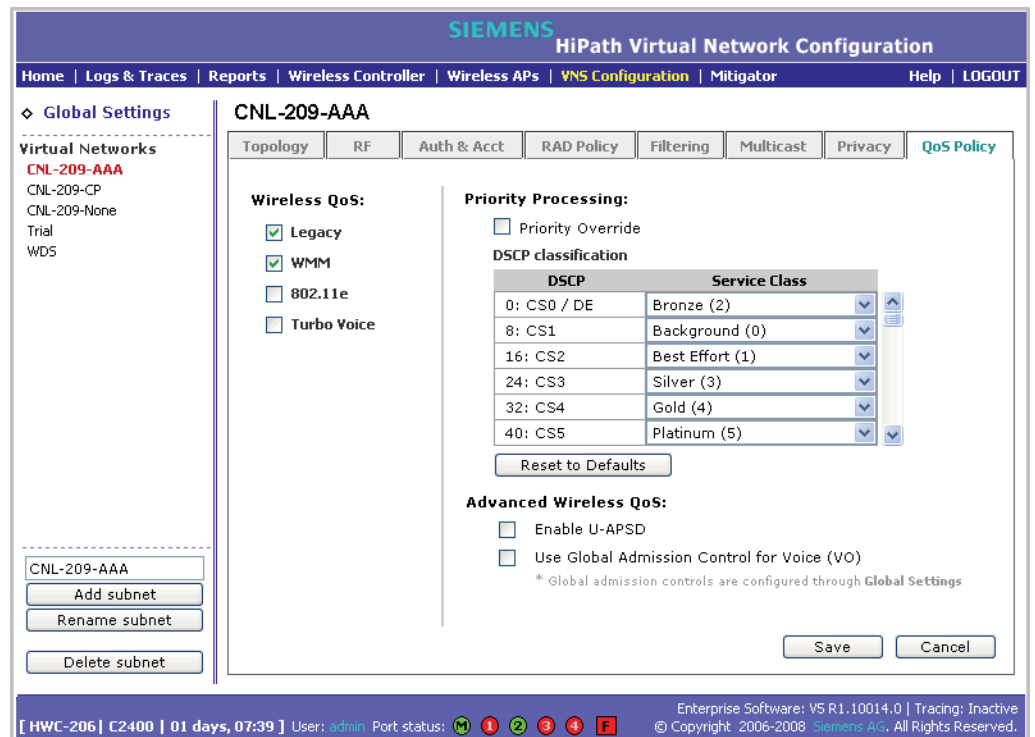 SIEMENS
HiPath Virtual Network Configuration
Home | Logs & Traces | Reports | Wireless Controller | Wireless APs | VNS Configuration | Mitigator Help | LOGOUT
Global Settings
Virtual Networks
CNL-209-AAA
CNL-209-CP
CNL-209-None
Trial
WDS
CNL-209-AAA
Add subnet
Rename subnet
Delete subnet
CNL-209-AAA
Topology RF Auth & Acct RAD Policy Filtering Multicast Privacy QoS Policy
Wireless QoS:
Legacy
WMM
802.11e
Turbo Voice
Priority Processing:
Priority Override
DSCP classification
DSCP Service Class
0: CS0 / DE Bronze (2)
8: CS1 Background (0)
16: CS2 Best Effort (1)
24: CS3 Silver (3)
32: CS4 Gold (4)
40: CS5 Platinum (5)
Reset to Defaults
Advanced Wireless QoS:
Enable U-APSD
Use Global Admission Control for Voice (VO)
* Global admission controls are configured through Global Settings
Save Cancel
[ HWC-206| C2400 | 01 days, 07:39 ] User: admin Port status: M 1 2 3 4 F
Enterprise Software: V5 R1.10014.0 | Tracing: Inactive
© Copyright 2006-2008 Siemens AG. All Rights Reserved.